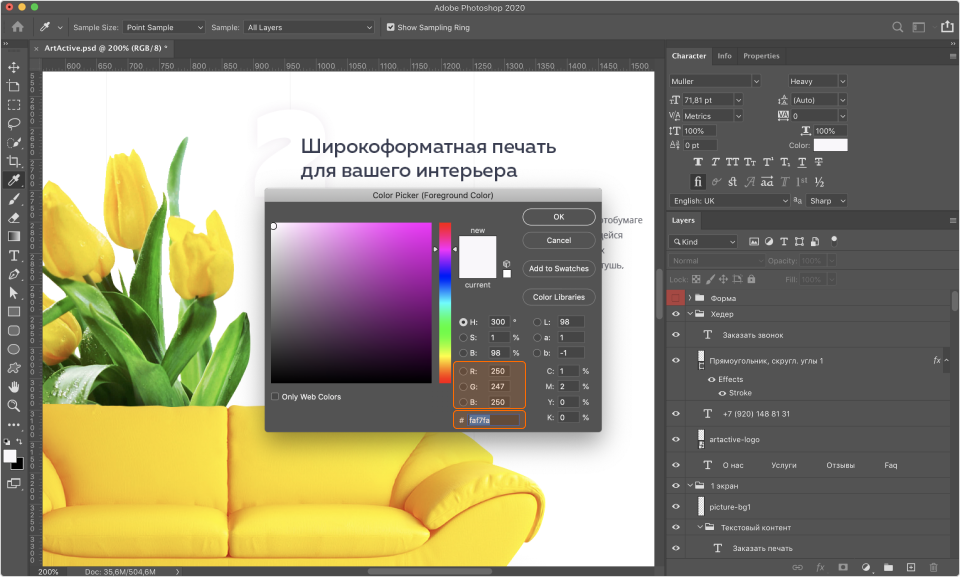 Adobe Photoshop 2020
Sample Size: Point Sample Sample: All Layers Show Sampling Ring
× ArtActive.psd @ 200% (RGB/8) *
600 650 700 750 800 850 900 950 1000 1050 1100 1150 1200 1250 1300 1350 1400 1450 1500
Широкоформатная печать
для вашего интерьера
отобумаге
щейся
х
тушь.
Color Picker (Foreground Color)
new
current
OK
Cancel
Add to Swatches
Color Libraries
H: 300 ° L: 98
S: 1 % a: 1
B: 98 % b: -1
R: 250 C: 1 %
G: 247 M: 2 %
B: 250 Y: 0 %
# faf7fa K: 0 %
Only Web Colors
200% Doc: 35,6M/504,6M
Character Info Properties
Muller Heavy
71,81 pt (Auto)
Metrics 0
100% 100%
0 pt Color:
English: UK Sharp
Layers
Kind
Normal Opacity: 100%
Lock: Fill: 100%
Форма
Хедер
Заказать звонок
Прямоугольник, скругл. углы 1 fx
Effects
Stroke
+7 (920) 148 81 31
artactive-logo
О нас Услуги Отзывы Faq
1 экран
picture-bg1
Текстовый контент
Заказать печать